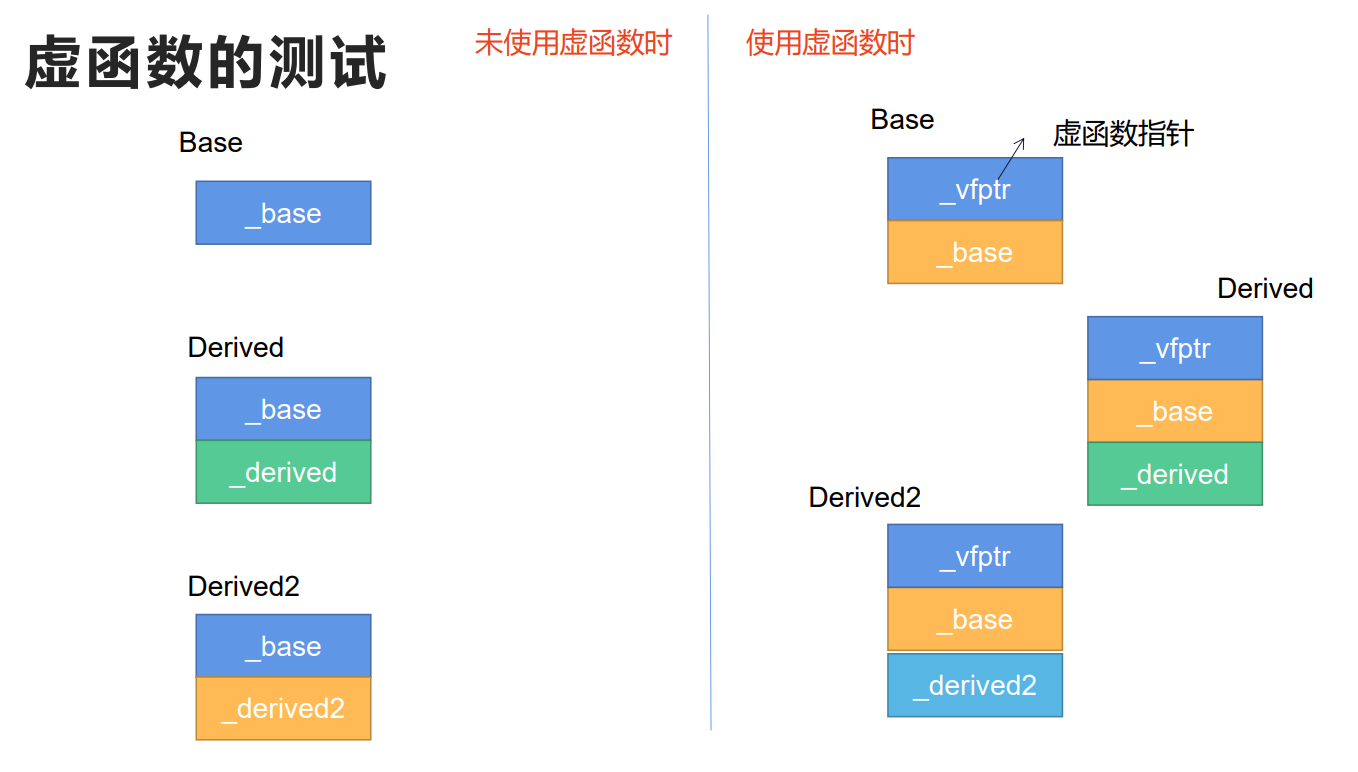 虚函数的测试
未使用虚函数时
Base
_base
Derived
_base
_derived
Derived2
_base
_derived2
使用虚函数时
Base
虚函数指针
_vfptr
_base
Derived
_vfptr
_base
_derived
Derived2
_vfptr
_base
_derived2